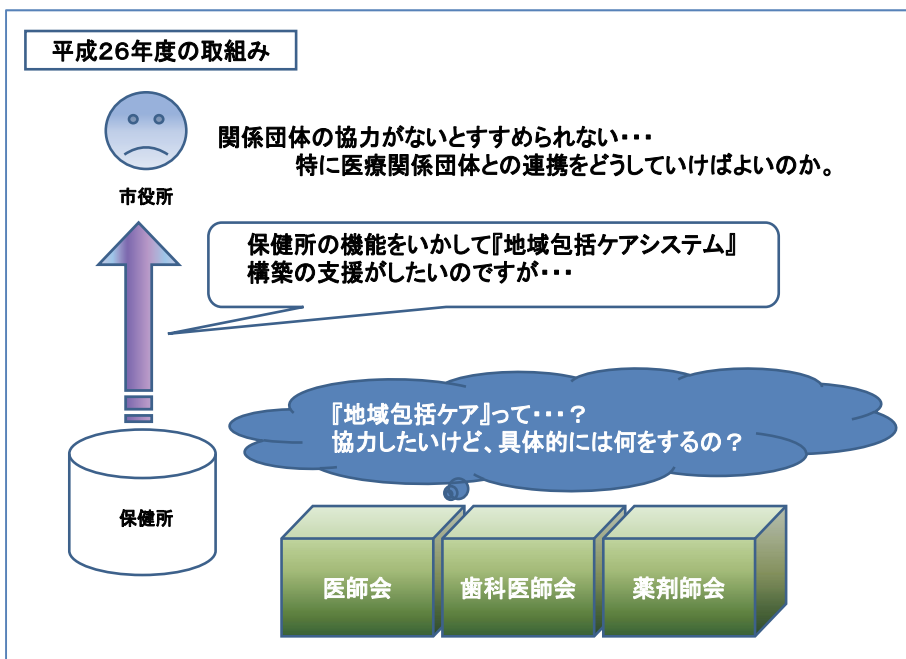 平成26年度の取組み
関係団体の協力がないとすすめられない・・・
特に医療関係団体との連携をどうしていけばよいのか。
市役所
保健所の機能をいかして『地域包括ケアシステム』
構築の支援がしたいのですが・・・
『地域包括ケア』って・・・？
協力したいけど、具体的には何をするの？
保健所
医師会
歯科医師会
薬剤師会